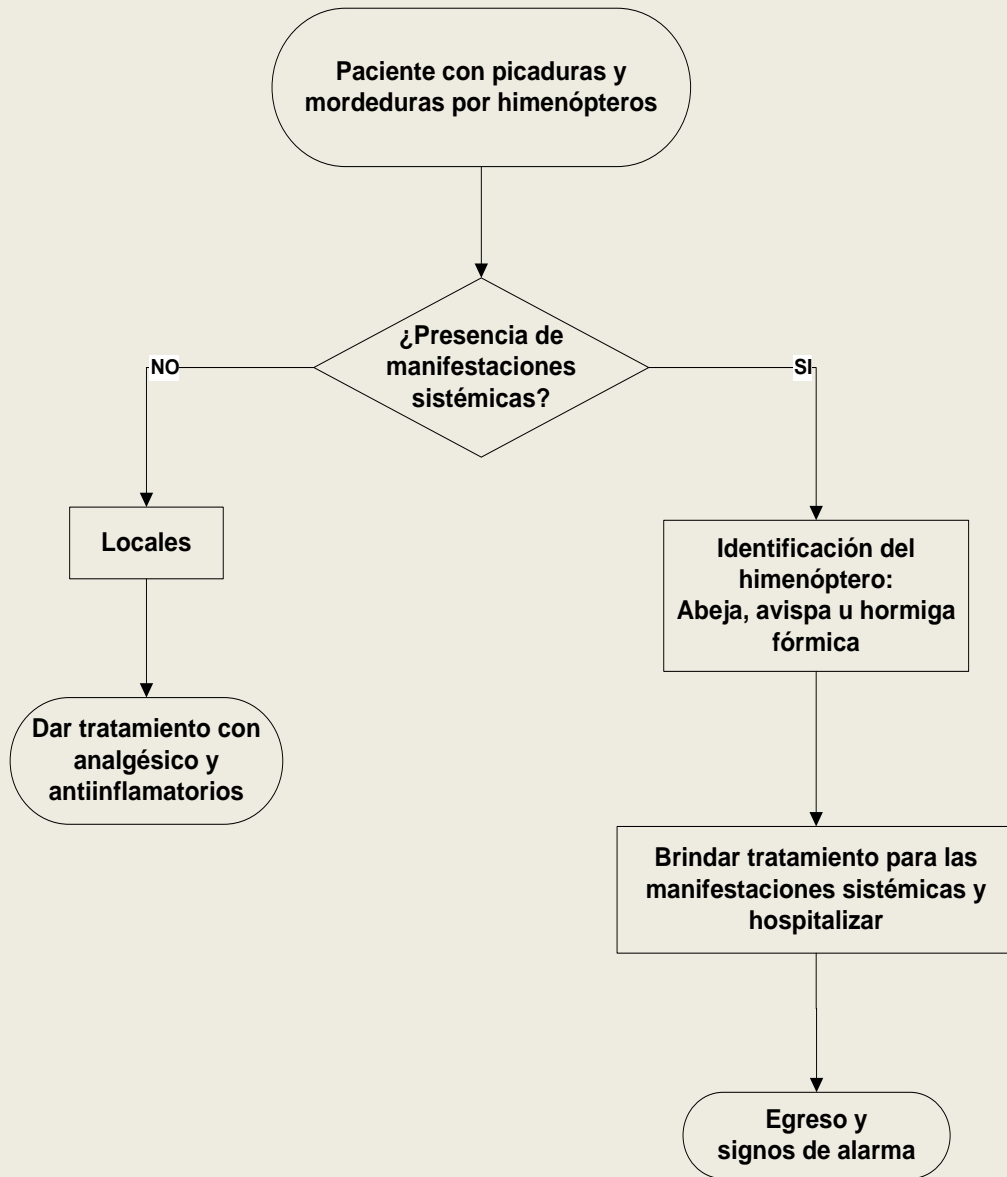 Paciente con picaduras y
mordeduras por himenópteros
¿Presencia de
manifestaciones
sistémicas?
NO
SI
Locales
Dar tratamiento con
analgésico y
antiinflamatorios
Identificación del
himenóptero:
Abeja, avispa u hormiga
fórmica
Brindar tratamiento para las
manifestaciones sistémicas y
hospitalizar
Egreso y
signos de alarma